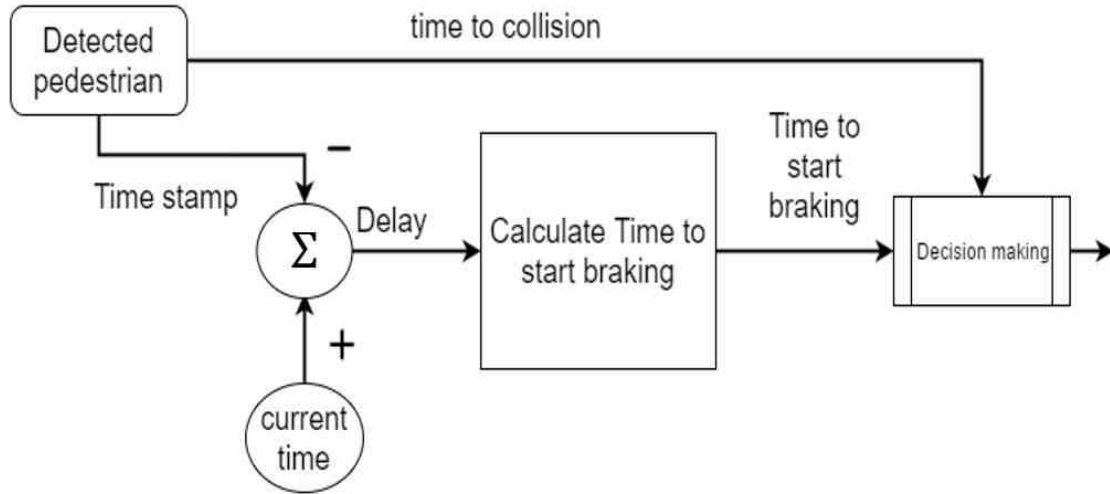 Detected
pedestrian
time to collision
Time stamp
−
Σ
Delay
+
current
time
Calculate Time to
start braking
Time to
start
braking
Decision making